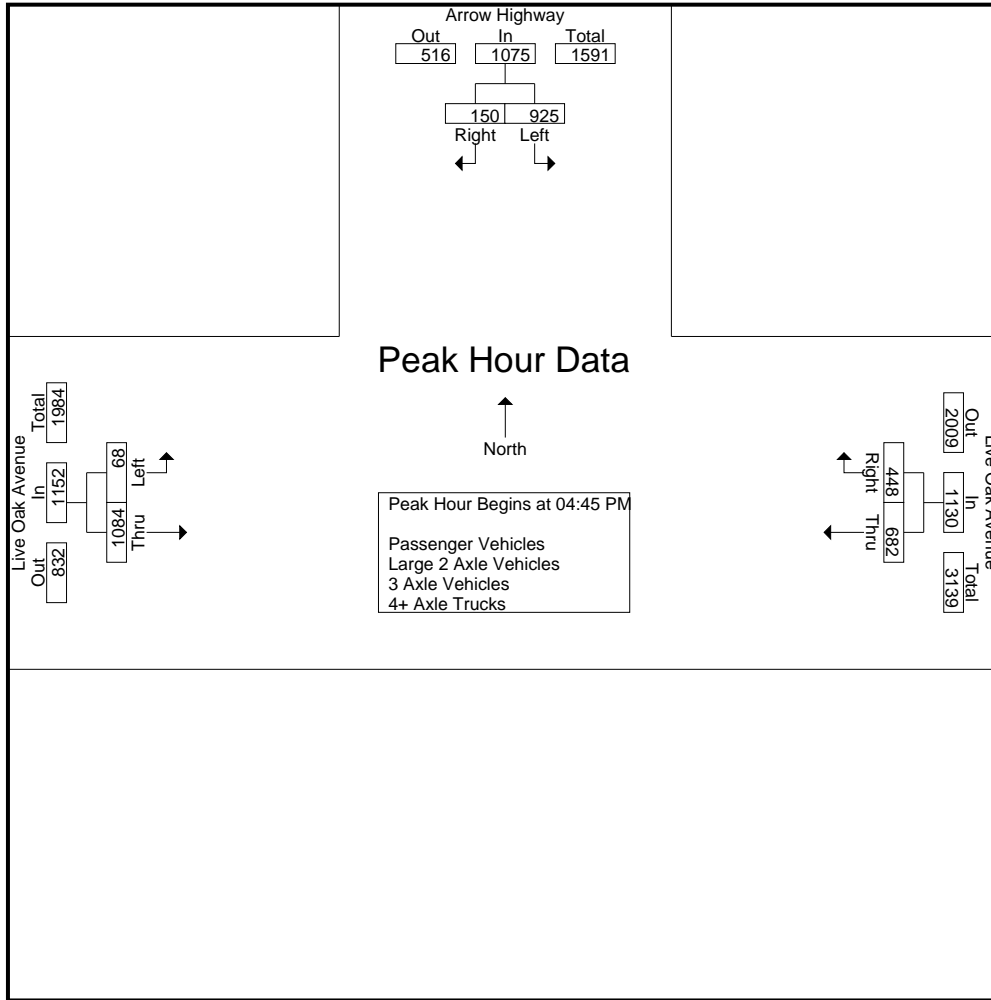 Arrow Highway
Out In Total
516 1075 1591
150 925
Right Left
Peak Hour Data
North
Peak Hour Begins at 04:45 PM
Passenger Vehicles
Large 2 Axle Vehicles
3 Axle Vehicles
4+ Axle Trucks
Live Oak Avenue
Total In Out
1984 1152 832
68 1084
Left Thru
Live Oak Avenue
Out In Total
2009 1130 3139
448 682
Right Thru